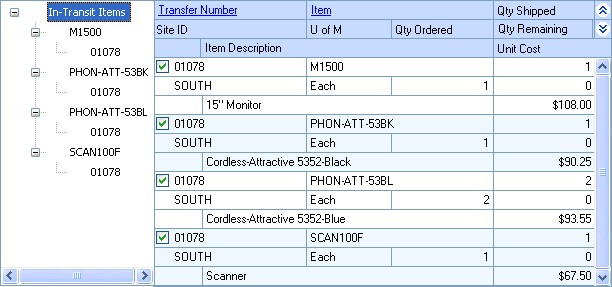 In-Transit Items
M1500
01078
PHON-ATT-53BK
01078
PHON-ATT-53BL
01078
SCAN100F
01078
Transfer Number Item Qty Shipped
Site ID U of M Qty Ordered Qty Remaining
Item Description Unit Cost
01078 M1500 1
SOUTH Each 1 0
15" Monitor $108.00
01078 PHON-ATT-53BK 1
SOUTH Each 1 0
Cordless-Attractive 5352-Black $90.25
01078 PHON-ATT-53BL 2
SOUTH Each 2 0
Cordless-Attractive 5352-Blue $93.55
01078 SCAN100F 1
SOUTH Each 1 0
Scanner $67.50